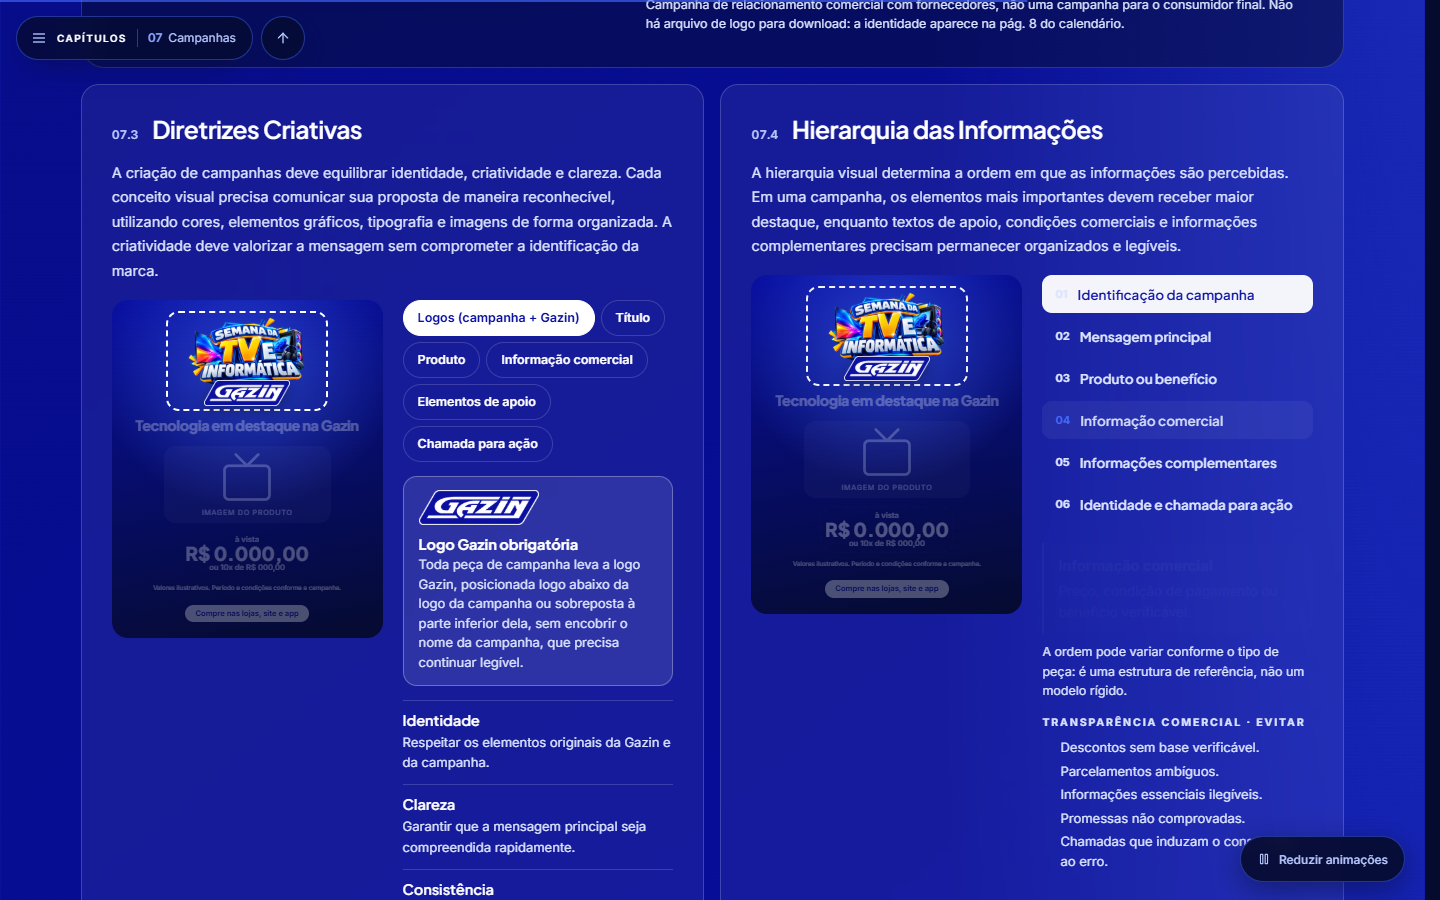 Campanha de relacionamento comercial com fornecedores, não uma campanha para o consumidor final. Não
há arquivo de logo para download: a identidade aparece na pág. 8 do calendário.
CAPÍTULOS
07 Campanhas
07.3 Diretrizes Criativas
A criação de campanhas deve equilibrar identidade, criatividade e clareza. Cada
conceito visual precisa comunicar sua proposta de maneira reconhecível,
utilizando cores, elementos gráficos, tipografia e imagens de forma organizada. A
criatividade deve valorizar a mensagem sem comprometer a identificação da
marca.
SEMANA DA
TV E
INFORMÁTICA
GAZIN
Tecnologia em destaque na Gazin
IMAGEM DO PRODUTO
à vista
R$ 0.000,00
ou 10x de R$ 000,00
Valores ilustrativos. Período e condições conforme a campanha.
Compre nas lojas, site e app
Logos (campanha + Gazin)
Título
Produto
Informação comercial
Elementos de apoio
Chamada para ação
GAZIN
Logo Gazin obrigatória
Toda peça de campanha leva a logo
Gazin, posicionada logo abaixo da
logo da campanha ou sobreposta à
parte inferior dela, sem encobrir o
nome da campanha, que precisa
continuar legível.
Identidade
Respeitar os elementos originais da Gazin e
da campanha.
Clareza
Garantir que a mensagem principal seja
compreendida rapidamente.
Consistência
07.4 Hierarquia das Informações
A hierarquia visual determina a ordem em que as informações são percebidas.
Em uma campanha, os elementos mais importantes devem receber maior
destaque, enquanto textos de apoio, condições comerciais e informações
complementares precisam permanecer organizados e legíveis.
SEMANA DA
TV E
INFORMÁTICA
GAZIN
Tecnologia em destaque na Gazin
IMAGEM DO PRODUTO
à vista
R$ 0.000,00
ou 10x de R$ 000,00
Valores ilustrativos. Período e condições conforme a campanha.
Compre nas lojas, site e app
01 Identificação da campanha
02 Mensagem principal
03 Produto ou benefício
04 Informação comercial
05 Informações complementares
06 Identidade e chamada para ação
Informação comercial
Preço, condição de pagamento ou
benefício verificável.
A ordem pode variar conforme o tipo de
peça: é uma estrutura de referência, não um
modelo rígido.
TRANSPARÊNCIA COMERCIAL · EVITAR
Descontos sem base verificável.
Parcelamentos ambíguos.
Informações essenciais ilegíveis.
Promessas não comprovadas.
Chamadas que induzam o
ao erro.
Reduzir animações